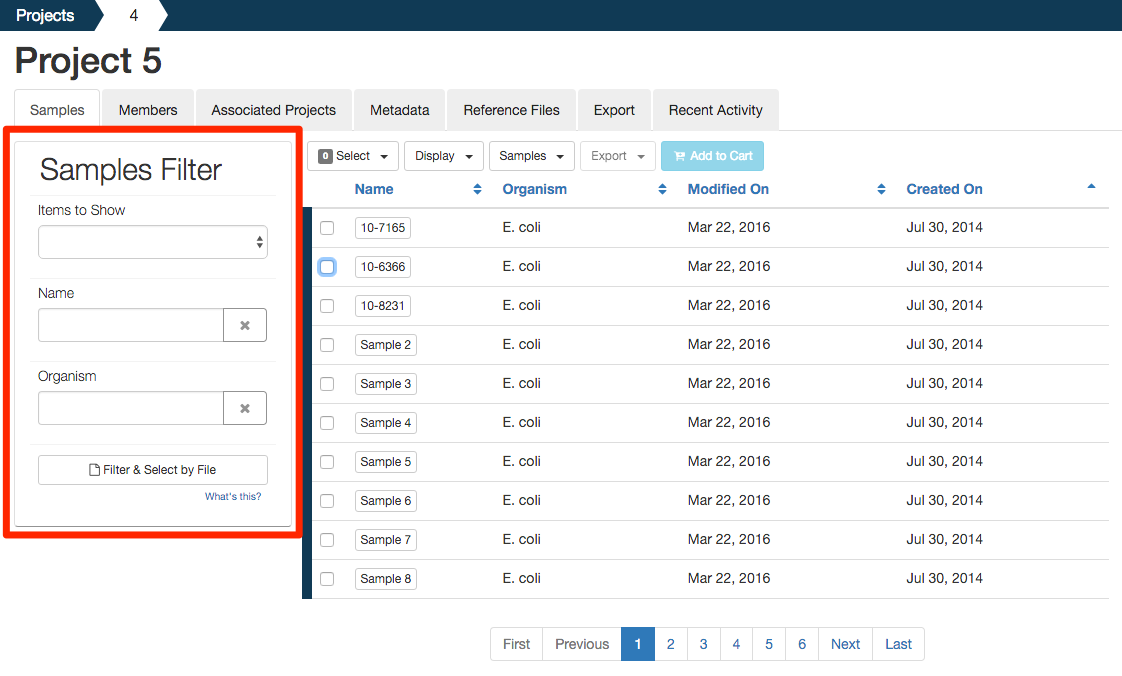 Projects 4
Project 5
Samples Members Associated Projects Metadata Reference Files Export Recent Activity
Samples Filter
Items to Show
Name
Organism
Filter & Select by File
What's this?
0 Select Display Samples Export Add to Cart
Name Organism Modified On Created On
10-7165 E. coli Mar 22, 2016 Jul 30, 2014
10-6366 E. coli Mar 22, 2016 Jul 30, 2014
10-8231 E. coli Mar 22, 2016 Jul 30, 2014
Sample 2 E. coli Mar 22, 2016 Jul 30, 2014
Sample 3 E. coli Mar 22, 2016 Jul 30, 2014
Sample 4 E. coli Mar 22, 2016 Jul 30, 2014
Sample 5 E. coli Mar 22, 2016 Jul 30, 2014
Sample 6 E. coli Mar 22, 2016 Jul 30, 2014
Sample 7 E. coli Mar 22, 2016 Jul 30, 2014
Sample 8 E. coli Mar 22, 2016 Jul 30, 2014
First Previous 1 2 3 4 5 6 Next Last